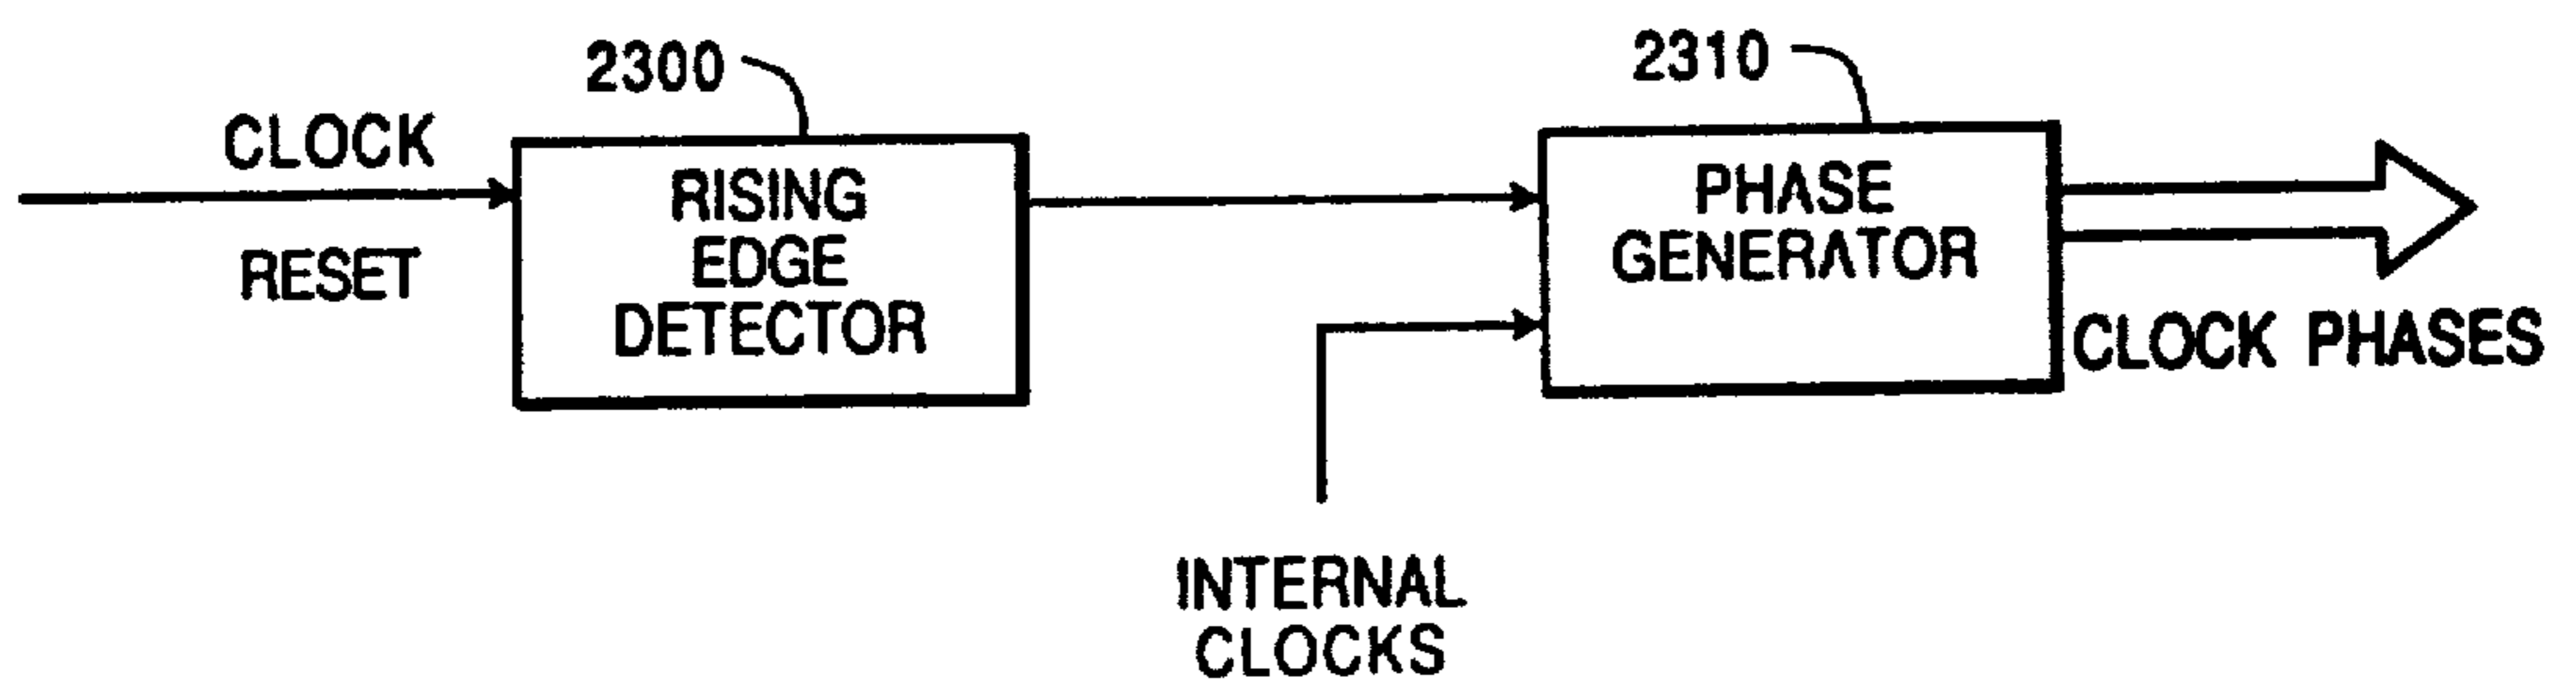 2300
2310
CLOCK
RESET
RISING
EDGE
DETECTOR
PHASE
GENERATOR
CLOCK PHASES
INTERNAL
CLOCKS